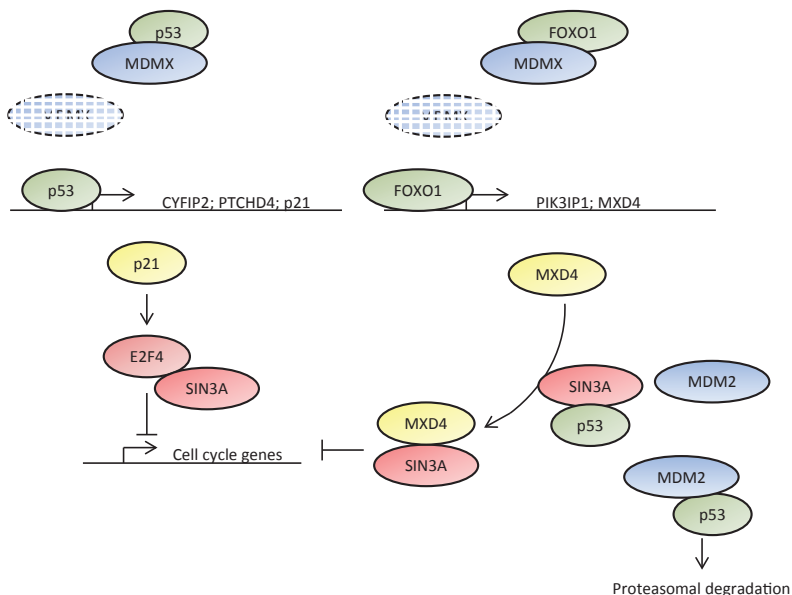 p53
MDMX
FOXO1
MDMX
p53
CYFIP2; PTCHD4; p21
FOXO1
PIK3IP1; MXD4
p21
MXD4
E2F4
SIN3A
SIN3A
MDM2
p53
MXD4
SIN3A
Cell cycle genes
MDM2
p53
Proteasomal degradation